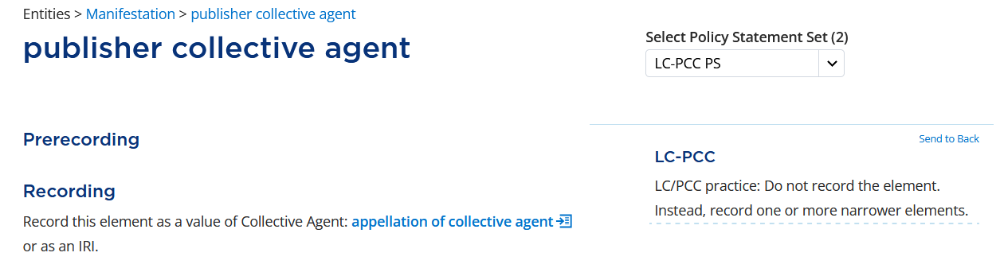 Entities > Manifestation > publisher collective agent
publisher collective agent
Select Policy Statement Set (2)
LC-PCC PS
Prerecording
Recording
Record this element as a value of Collective Agent: appellation of collective agent
or as an IRI.
Send to Back
LC-PCC
LC/PCC practice: Do not record the element.
Instead, record one or more narrower elements.